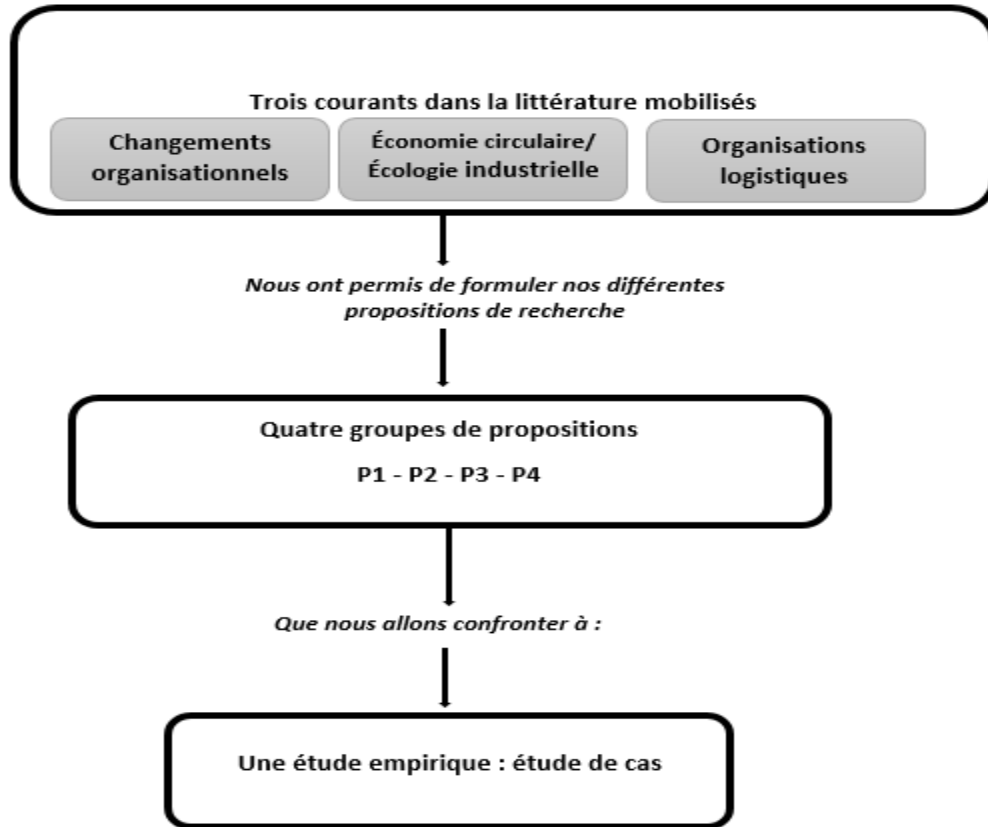 Trois courants dans la littérature mobilisés
Changements
organisationnels
Économie circulaire/
Écologie industrielle
Organisations
logistiques
Nous ont permis de formuler nos différentes
propositions de recherche
Quatre groupes de propositions
P1 - P2 - P3 - P4
Que nous allons confronter à :
Une étude empirique : étude de cas